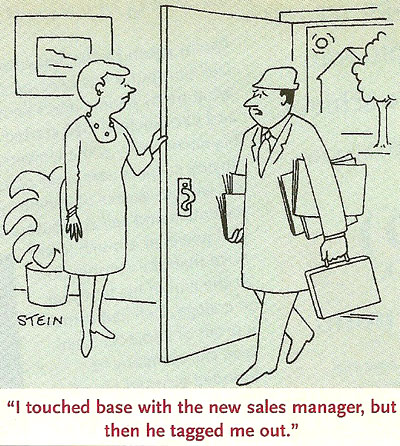 STEIN
“I touched base with the new sales manager, but
then he tagged me out.”